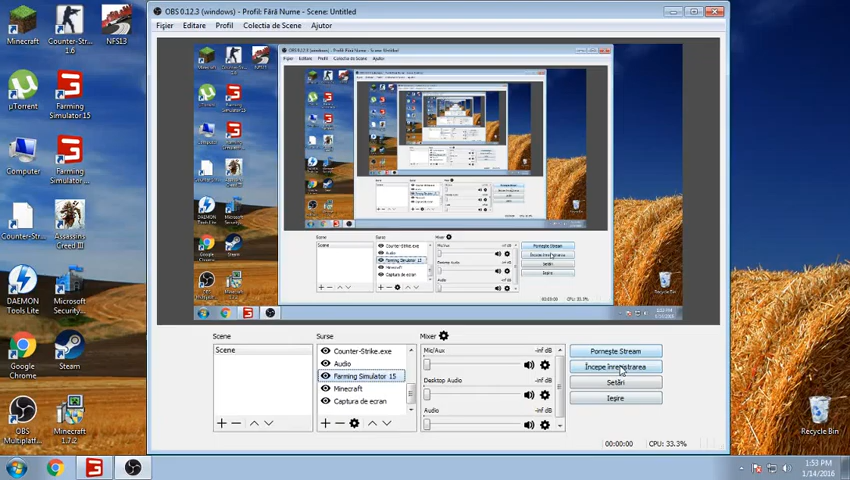 OBS 0.12.3 (windows) - Profil: Fără Nume - Scene: Untitled
Fișier Editare Profil Colectia de Scene Ajutor
Minecraft
Counter-Str... 1.6
NFS13
µTorrent
Farming Simulator 15
Computer
Farming Simulator...
Counter-Str...
Assassins Creed III
DAEMON Tools Lite
Microsoft Security...
Google Chrome
Steam
OBS Multiplatf...
Minecraft 1.7.2
Recycle Bin
Scene
Scene
Surse
Counter-Strike.exe
Audio
Farming Simulator 15
Minecraft
Captura de ecran
Mixer
Mic/Aux
-inf dB
Desktop Audio
-inf dB
Audio
-inf dB
Pornește Stream
Începe înregistrarea
Setări
Ieșire
00:00:00
CPU: 33.3%
1:53 PM
1/14/2016